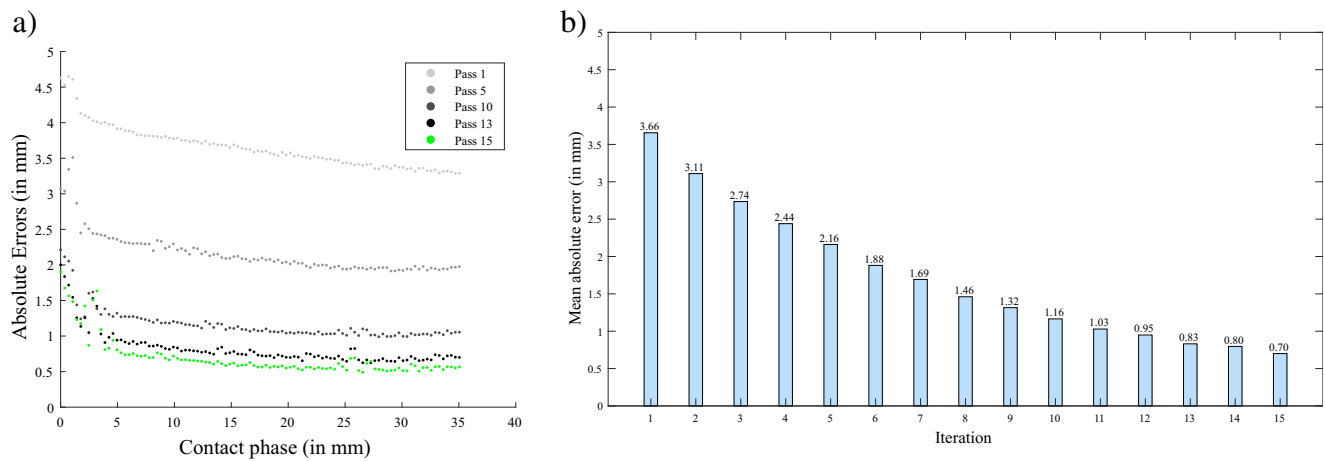 a)
5
4.5
4
3.5
3
2.5
2
1.5
1
0.5
0
0 5 10 15 20 25 30 35 40
Absolute Errors (in mm)
Contact phase (in mm)
Pass 1
Pass 5
Pass 10
Pass 13
Pass 15
b)
5
4.5
4
3.5
3
2.5
2
1.5
1
0.5
0
Mean absolute error (in mm)
3.66
3.11
2.74
2.44
2.16
1.88
1.69
1.46
1.32
1.16
1.03
0.95
0.83
0.80
0.70
1 2 3 4 5 6 7 8 9 10 11 12 13 14 15
Iteration